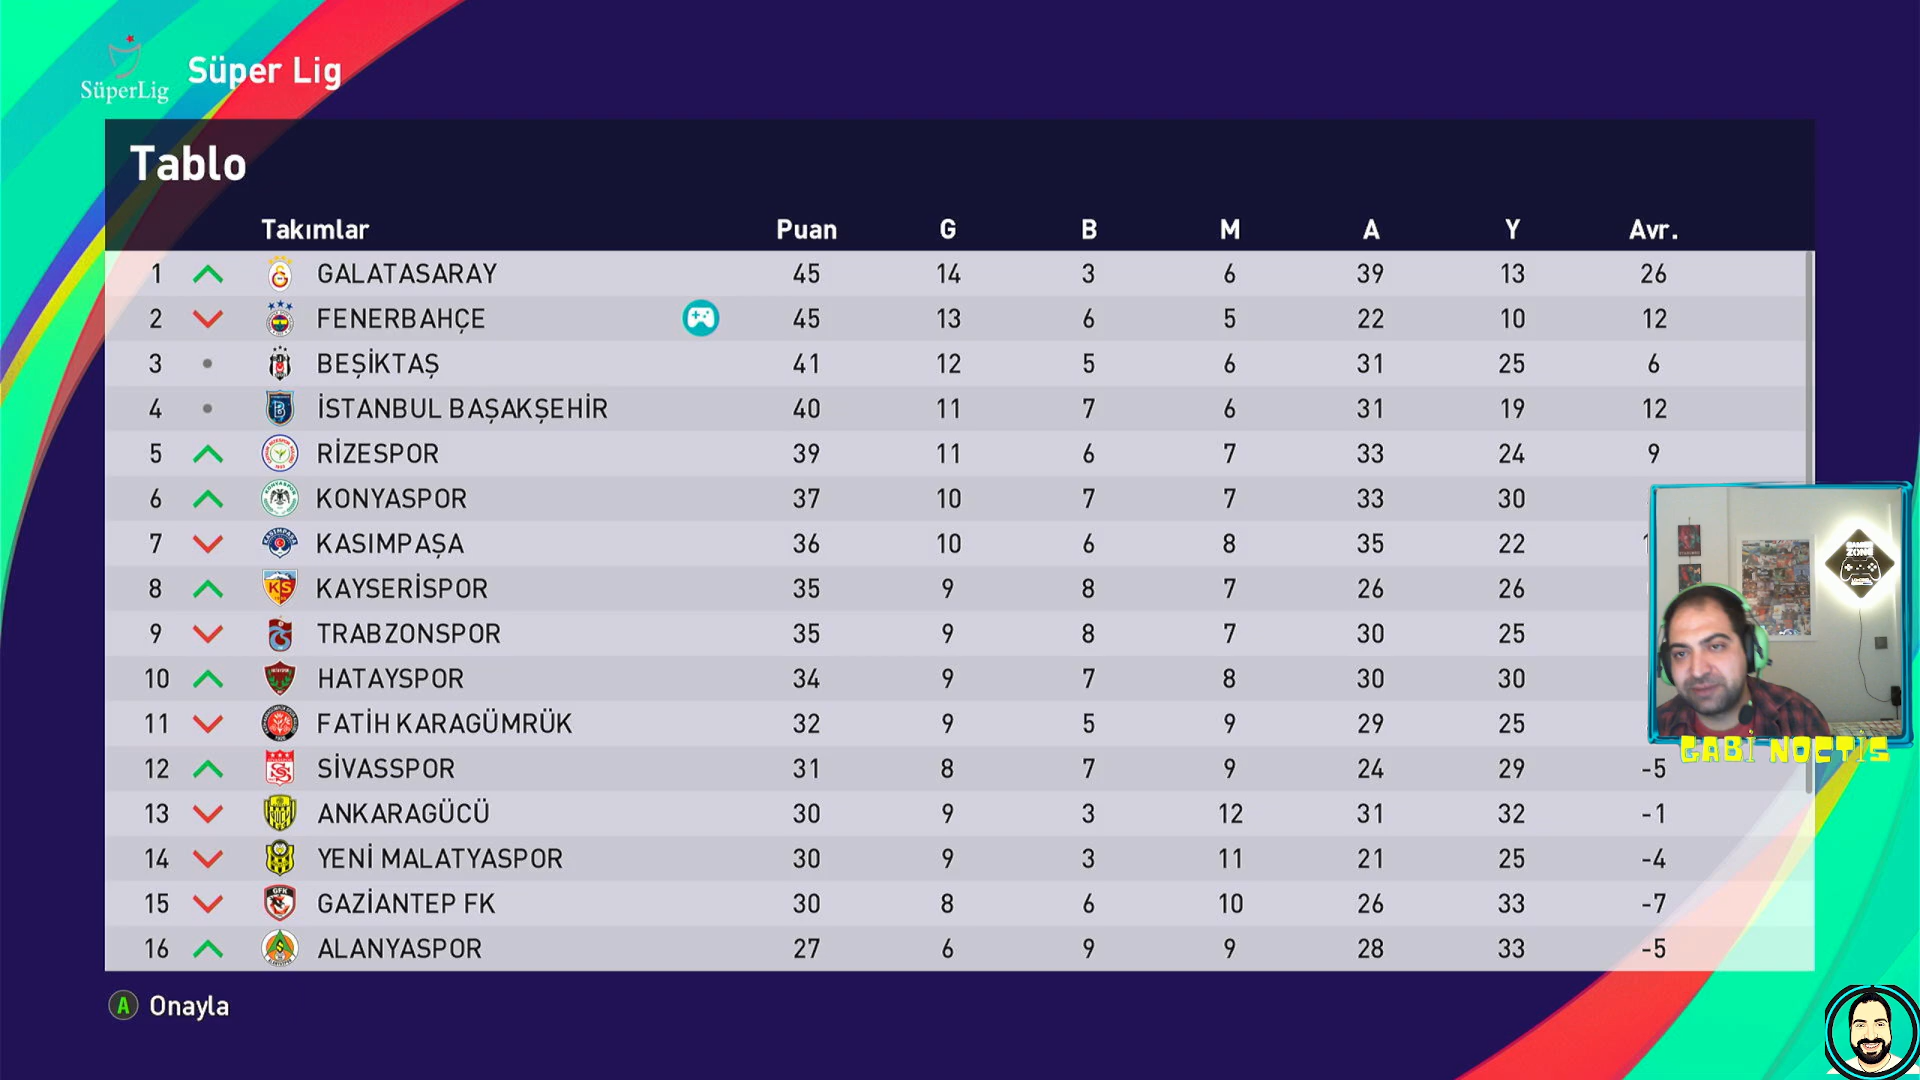 SüperLig
Süper Lig
Tablo
Takımlar Puan G B M A Y Avr.
1 GALATASARAY 45 14 3 6 39 13 26
2 FENERBAHÇE 45 13 6 5 22 10 12
3 BEŞİKTAŞ 41 12 5 6 31 25 6
4 İSTANBUL BAŞAKŞEHİR 40 11 7 6 31 19 12
5 RİZESPOR 39 11 6 7 33 24 9
6 KONYASPOR 37 10 7 7 33 30
7 KASIMPAŞA 36 10 6 8 35 22
8 KAYSERİSPOR 35 9 8 7 26 26
9 TRABZONSPOR 35 9 8 7 30 25
10 HATAYSPOR 34 9 7 8 30 30
11 FATİH KARAGÜMRÜK 32 9 5 9 29 25
12 SİVASSPOR 31 8 7 9 24 29 -5
13 ANKARAGÜCÜ 30 9 3 12 31 32 -1
14 YENİ MALATYASPOR 30 9 3 11 21 25 -4
15 GAZİANTEP FK 30 8 6 10 26 33 -7
16 ALANYASPOR 27 6 9 9 28 33 -5
GABİ NOCTİS
A Onayla